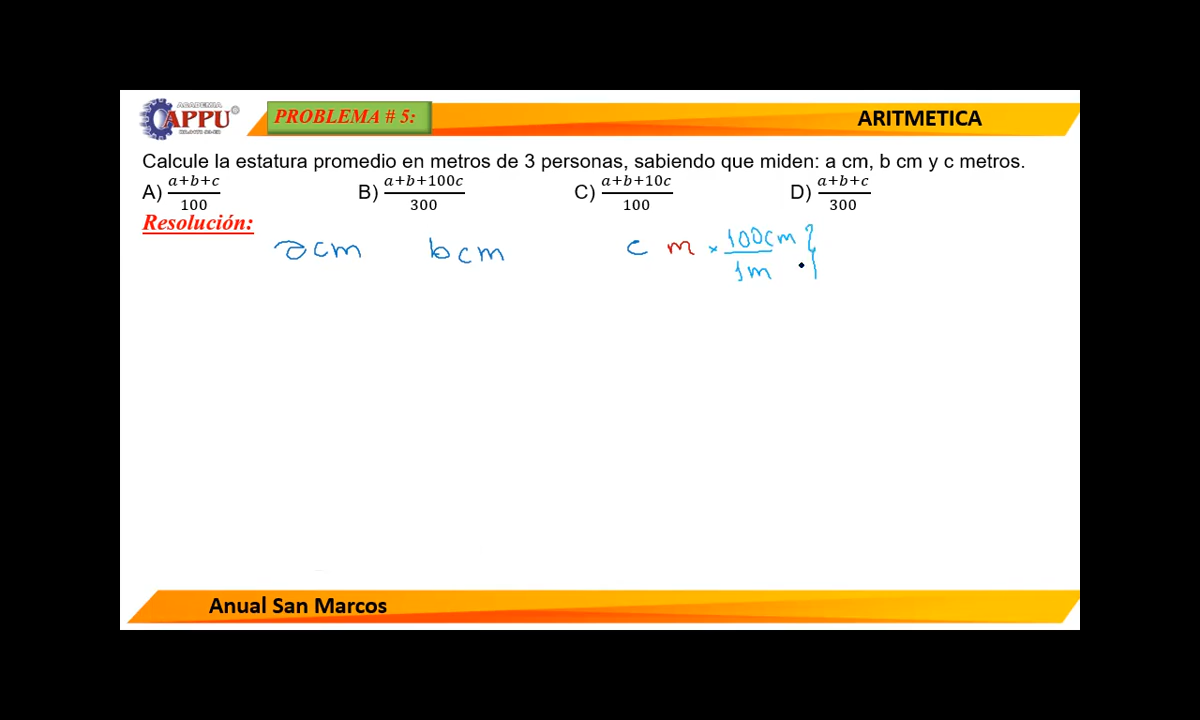 ACADEMIA
APPU
PROBLEMA # 5:
ARITMETICA
Calcule la estatura promedio en metros de 3 personas, sabiendo que miden: a cm, b cm y c metros.
A) a+b+c/100 B) a+b+100c/300 C) a+b+10c/100 D) a+b+c/300
Resolución:
a cm b cm c m × 100cm/1m
Anual San Marcos